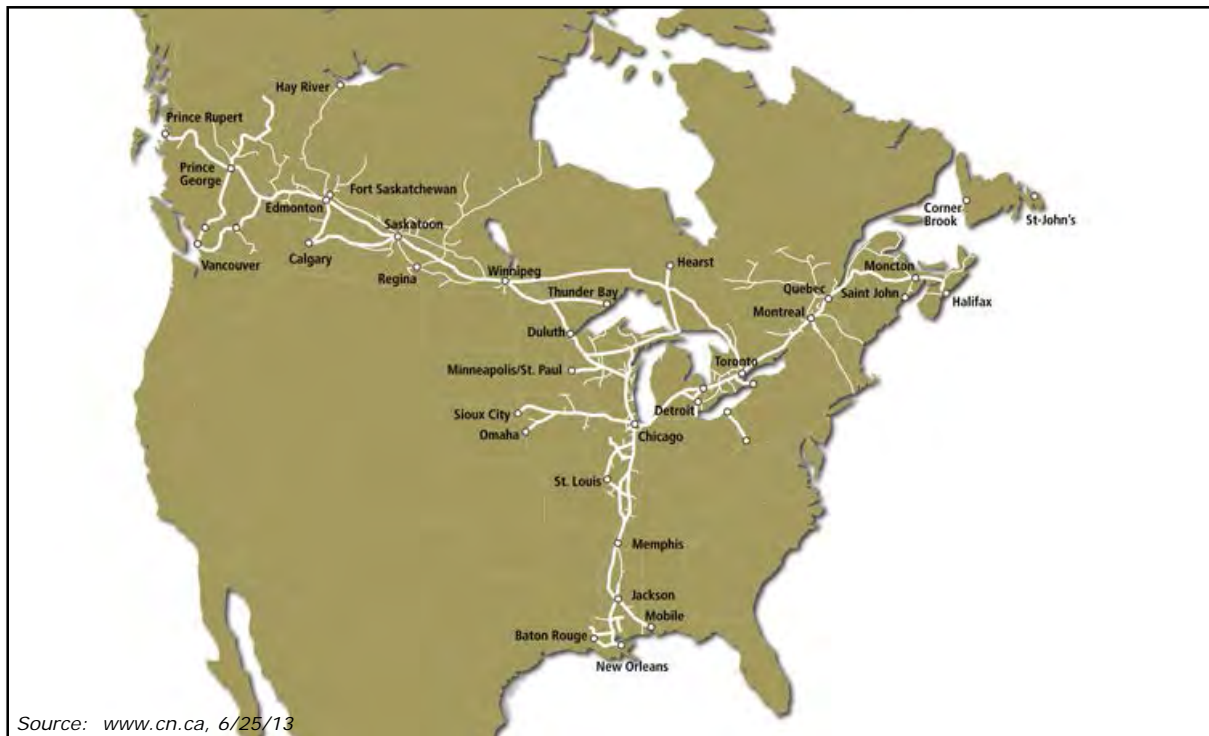 Hay River
Prince Rupert
Prince
George
Fort Saskatchewan
Edmonton
Saskatoon
Corner
Brook
St-John's
Vancouver
Calgary
Regina
Winnipeg
Hearst
Moncton
Thunder Bay
Quebec
Saint John
Halifax
Montreal
Duluth
Toronto
Minneapolis/St. Paul
Sioux City
Detroit
Omaha
Chicago
St. Louis
Memphis
Jackson
Mobile
Baton Rouge
New Orleans
Source: www.cn.ca, 6/25/13